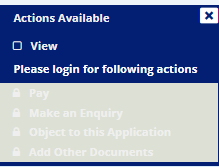 Actions Available
View
Please login for following actions
Pay
Make an Enquiry
Object to this Application
Add Other Documents